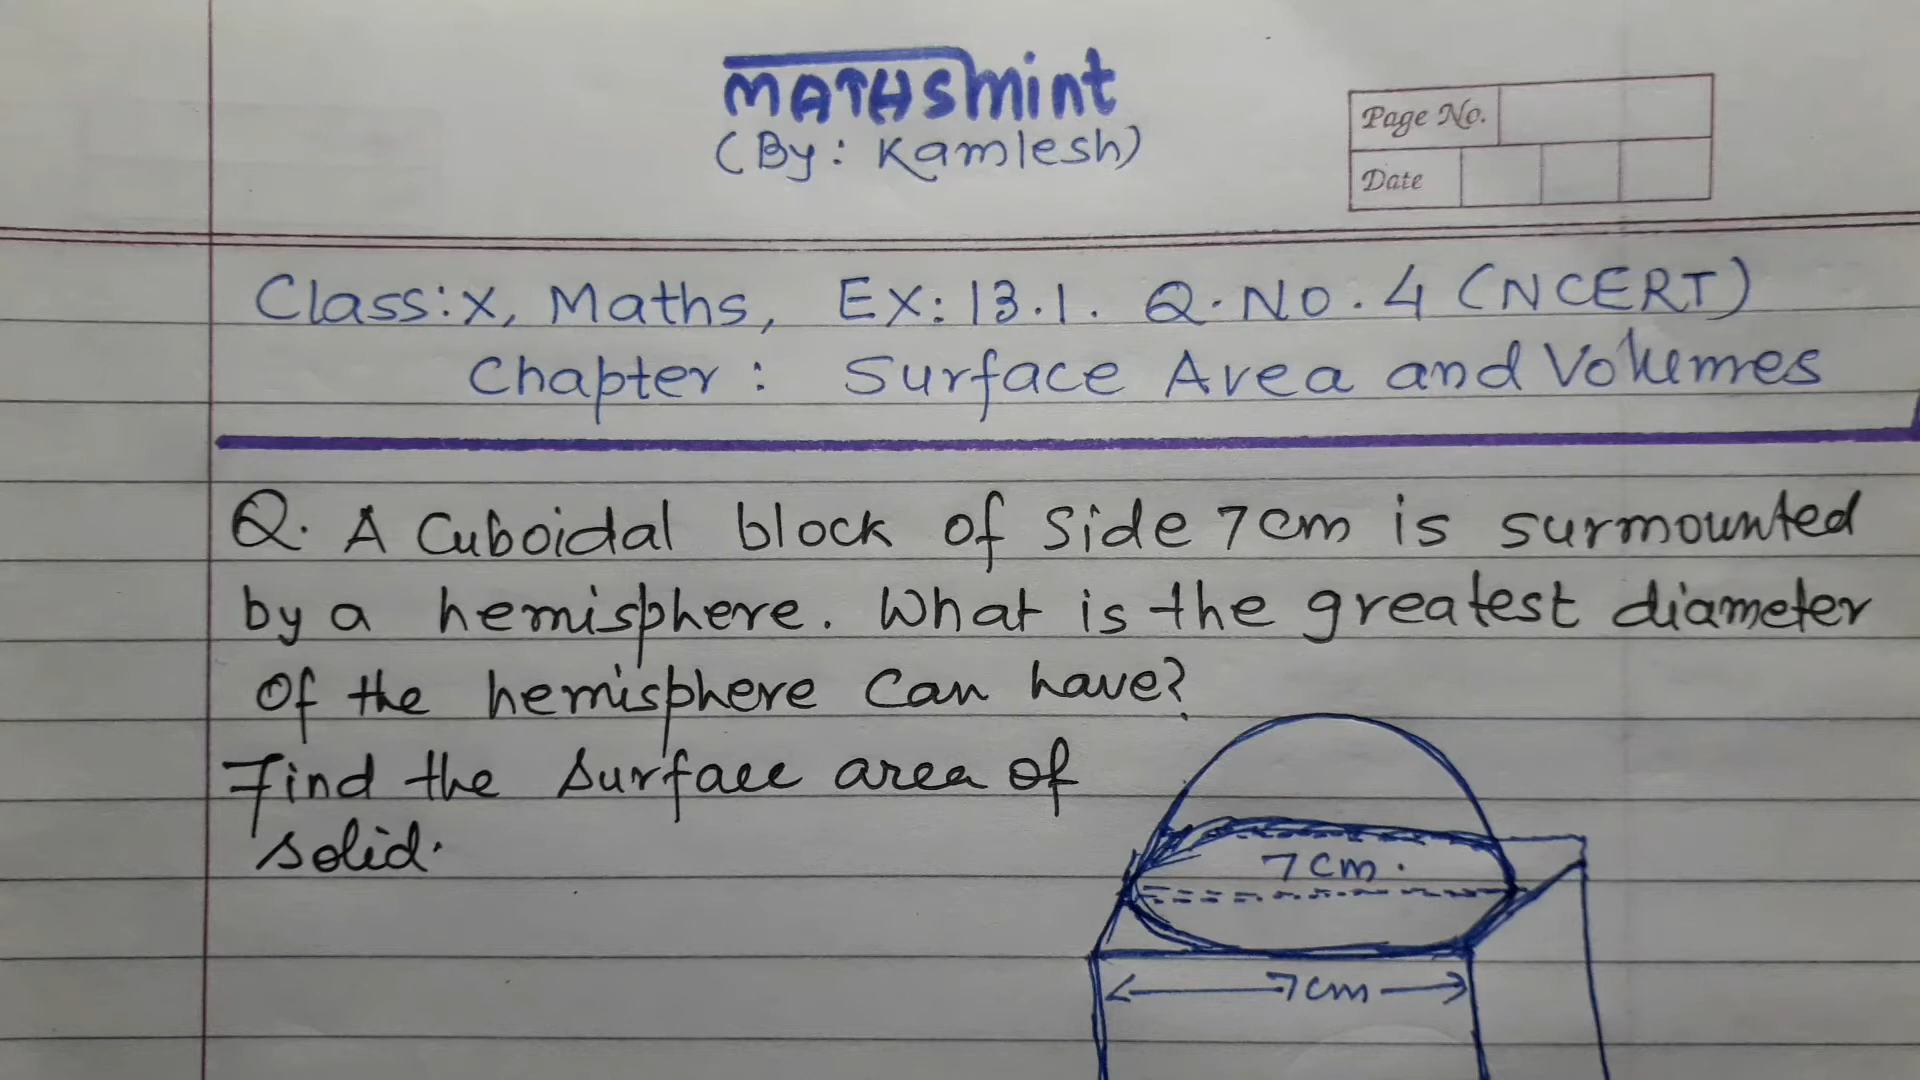 MATHSmint
(By: Kamlesh)
Page No.
Date
Class:X, Maths, EX:13.1. Q.NO.4 (NCERT)
Chapter: Surface Area and Volumes
Q. A Cuboidal block of Side 7cm is surmounted
by a hemisphere. What is the greatest diameter
Of the hemisphere Can have?
Find the surface area of
solid.
7cm.
7cm